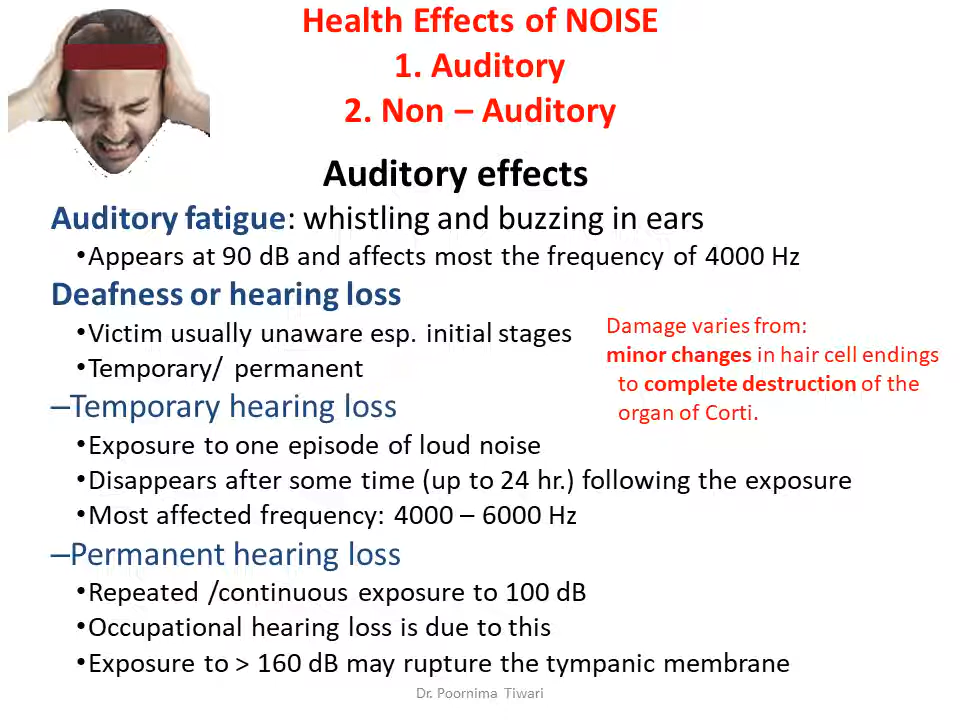 Health Effects of NOISE
1. Auditory
2. Non – Auditory
Auditory effects
Auditory fatigue: whistling and buzzing in ears
•Appears at 90 dB and affects most the frequency of 4000 Hz
Deafness or hearing loss
•Victim usually unaware esp. initial stages
•Temporary/ permanent
Damage varies from:
minor changes in hair cell endings
to complete destruction of the
organ of Corti.
–Temporary hearing loss
•Exposure to one episode of loud noise
•Disappears after some time (up to 24 hr.) following the exposure
•Most affected frequency: 4000 – 6000 Hz
–Permanent hearing loss
•Repeated /continuous exposure to 100 dB
•Occupational hearing loss is due to this
•Exposure to > 160 dB may rupture the tympanic membrane
Dr. Poornima Tiwari